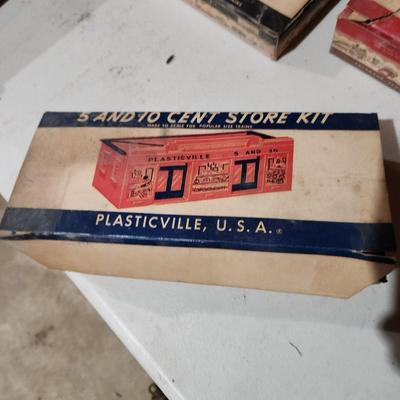 5 AND 10 CENT STORE KIT
MADE TO SCALE FOR POPULAR SIZE TRAINS
PLASTICVILLE 5 AND 10
PLASTICVILLE, U.S.A.®